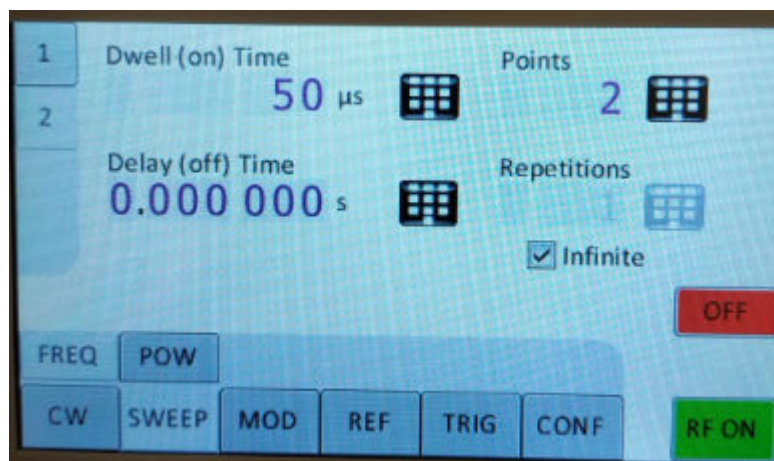 1
2
Dwell (on) Time
50 µs
Points
2
Delay (off) Time
0.000 000 s
Repetitions
1
Infinite
OFF
FREQ POW
CW SWEEP MOD REF TRIG CONF RF ON